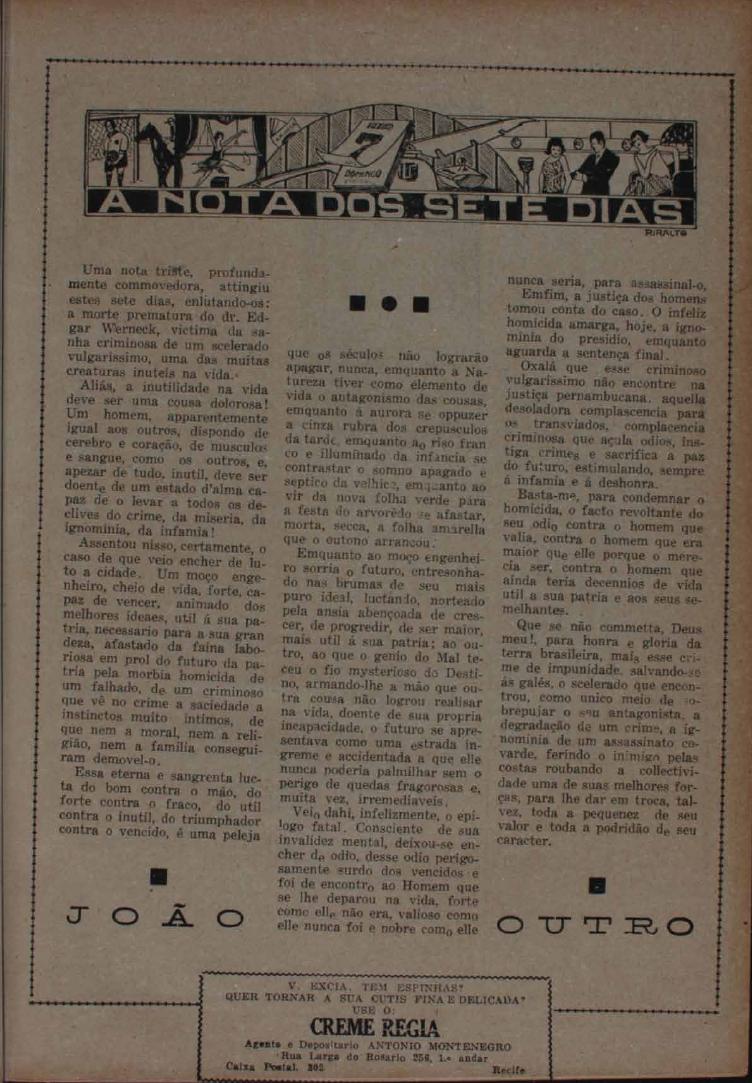 7
DOMINGO
A NOTA DOS SETE DIAS
RIRALTO
Uma nota triste, profunda-
mente commovedora, attingiu
estes sete dias, enlutando-os:
a morte prematura do dr. Ed-
gar Werneck, victima da sa-
nha criminosa de um scelerado
vulgarissimo, uma das muitas
creaturas inuteis na vida.
Aliás, a inutilidade na vida
deve ser uma cousa dolorosa!
Um homem, apparentemente
igual aos outros, dispondo de
cerebro e coração, de musculos
e sangue, como os outros, e,
apezar de tudo, inutil, deve ser
doente de um estado d'alma ca-
paz de o levar a todos os de-
clives do crime, da miseria, da
ignominia, da infamia!
Assentou nisso, certamente, o
caso de que veio encher de lu-
to a cidade. Um moço enge-
nheiro, cheio de vida, forte, ca-
paz de vencer, animado dos
melhores ideaes, util á sua pa-
tria, necessario para a sua gran
deza, afastado da faina labo-
riosa em prol do futuro da pa-
tria pela morbia homicida de
um falhado, de um criminoso
que vê no crime a saciedade a
instinctos muito intimos, de
que nem a moral, nem a reli-
gião, nem a familia consegui-
ram demovel-o.
Essa eterna e sangrenta luc-
ta do bom contra o mão, do
forte contra o fraco, do util
contra o inutil, do triumphador
contra o vencido, é uma peleja
que os séculos não lograrão
apagar, nunca, emquanto a Na-
tureza tiver como elemento de
vida o antagonismo das cousas,
emquanto á aurora se oppuzer
a cinza rubra dos crepusculos
da tarde, emquanto ao riso fran
co e illuminado da infancia se
contrastar o somno apagado e
septico da velhice, emquanto ao
vir da nova folha verde para
a festa do arvorêdo se afastar,
morta, secca, a folha amarella
que o outono arrancou.
Emquanto ao moço engenhei-
ro sorria o futuro, entresonha-
do nas brumas de seu mais
puro ideal, luctando, norteado
pela ansia abençoada de cres-
cer, de progredir, de ser maior,
mais util á sua patria; ao ou-
tro, ao que o genio do Mal te-
ceu o fio mysterioso do Desti-
no, armando-lhe a mão que ou-
tra cousa não logrou realisar
na vida, doente de sua propria
incapacidade, o futuro se apre-
sentava como uma estrada in-
greme e accidentada a que elle
nunca poderia palmilhar sem o
perigo de quedas fragorosas e,
muita vez, irremediaveis.
Veio dahi, infelizmente, o epi-
logo fatal. Consciente de sua
invalidez mental, deixou-se en-
cher de odio, desse odio perigo-
samente surdo dos vencidos e
foi de encontro ao Homem que
se lhe deparou na vida, forte
como elle não era, valioso como
elle nunca foi e nobre como elle
nunca seria, para assassinal-o.
Emfim, a justiça dos homens
tomou conta do caso. O infeliz
homicida amarga, hoje, a igno-
minia do presidio, emquanto
aguarda a sentença final.
Oxalá que esse criminoso
vulgarissimo não encontre na
justiça pernambucana, aquella
desoladora complascencia para
os transviados, complacencia
criminosa que açula odios, ins-
tiga crimes e sacrifica a paz
do futuro, estimulando, sempre
á infamia e á deshonra.
Basta-me, para condemnar o
homicida, o facto revoltante do
seu odio contra o homem que
valia, contra o homem que era
maior que elle porque o mere-
cia ser, contra o homem que
ainda teria decennios de vida
util a sua patria e aos seus se-
melhantes.
Que se não commetta, Deus
meu!, para honra e gloria da
terra brasileira, mais esse cri-
me de impunidade, salvando-se
ás galés, o scelerado que encon-
trou, como unico meio de so-
brepujar o seu antagonista, a
degradação de um crime, a ig-
nominia de um assassinato co-
varde, ferindo o inimigo pelas
costas roubando a collectivi-
dade uma de suas melhores for-
ças, para lhe dar em troca, tal-
vez, toda a pequenez de seu
valor e toda a podridão de seu
caracter.
JOÃO OUTRO
V. EXCIA. TEM ESPINHAS?
QUER TORNAR A SUA CUTIS FINA E DELICADA?
USE O:
CREME REGIA
Agente e Depositario ANTONIO MONTENEGRO
Rua Larga do Rosario 256, 1.º andar
Caixa Postal, 302 Recife